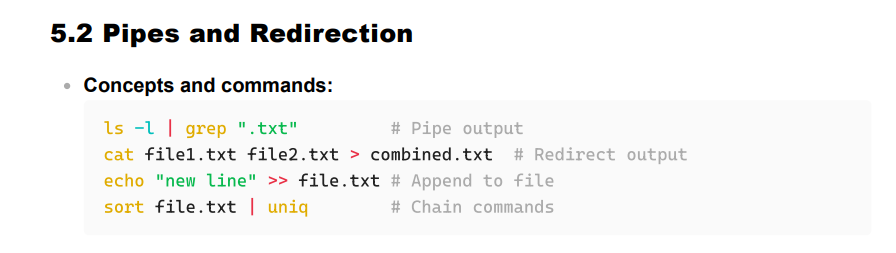 5.2 Pipes and Redirection
• Concepts and commands:
ls -l | grep ".txt"         # Pipe output
cat file1.txt file2.txt > combined.txt  # Redirect output
echo "new line" >> file.txt # Append to file
sort file.txt | uniq        # Chain commands